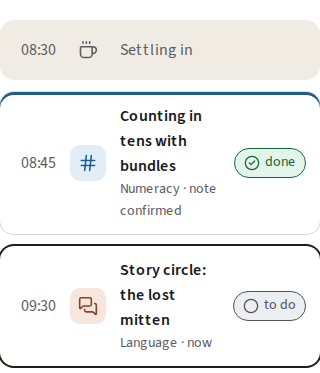 08:30 Settling in
08:45
Counting in
tens with
bundles
Numeracy · note
confirmed
done
09:30
Story circle:
the lost
mitten
Language · now
to do